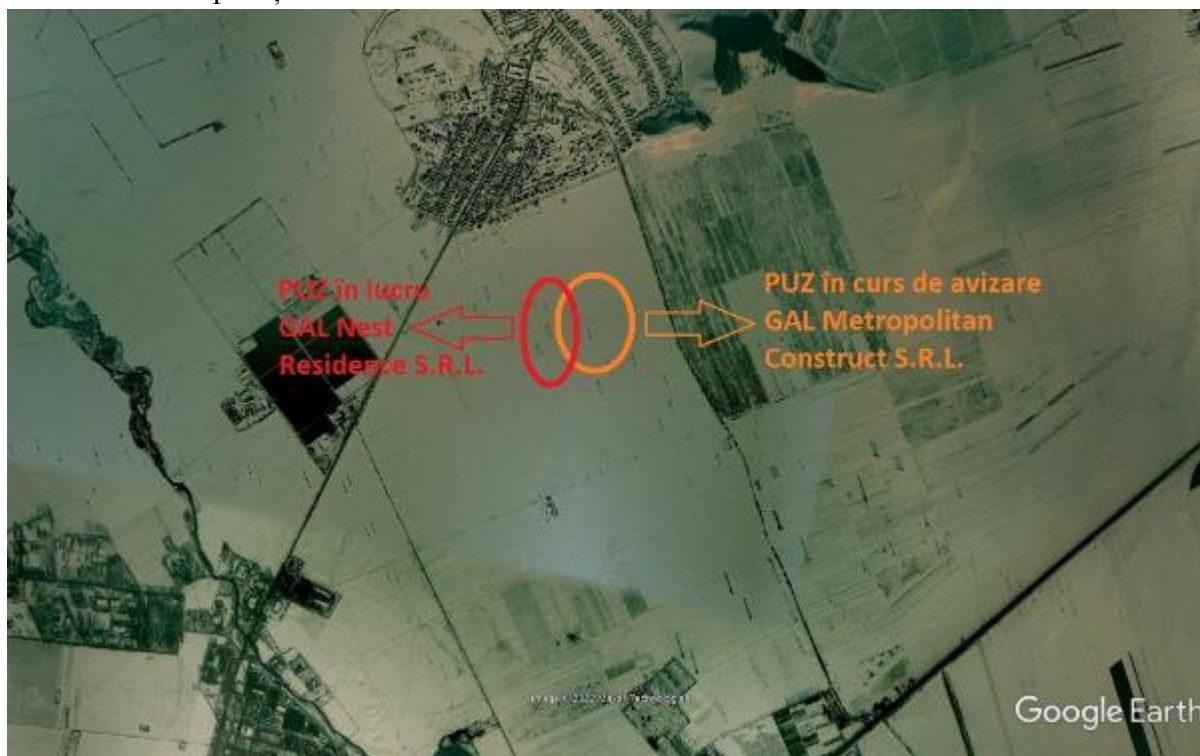 PUZ în lucru
GAL Nest
Residence S.R.L.
PUZ în curs de avizare
GAL Metropolitan
Construct S.R.L.
Google Earth